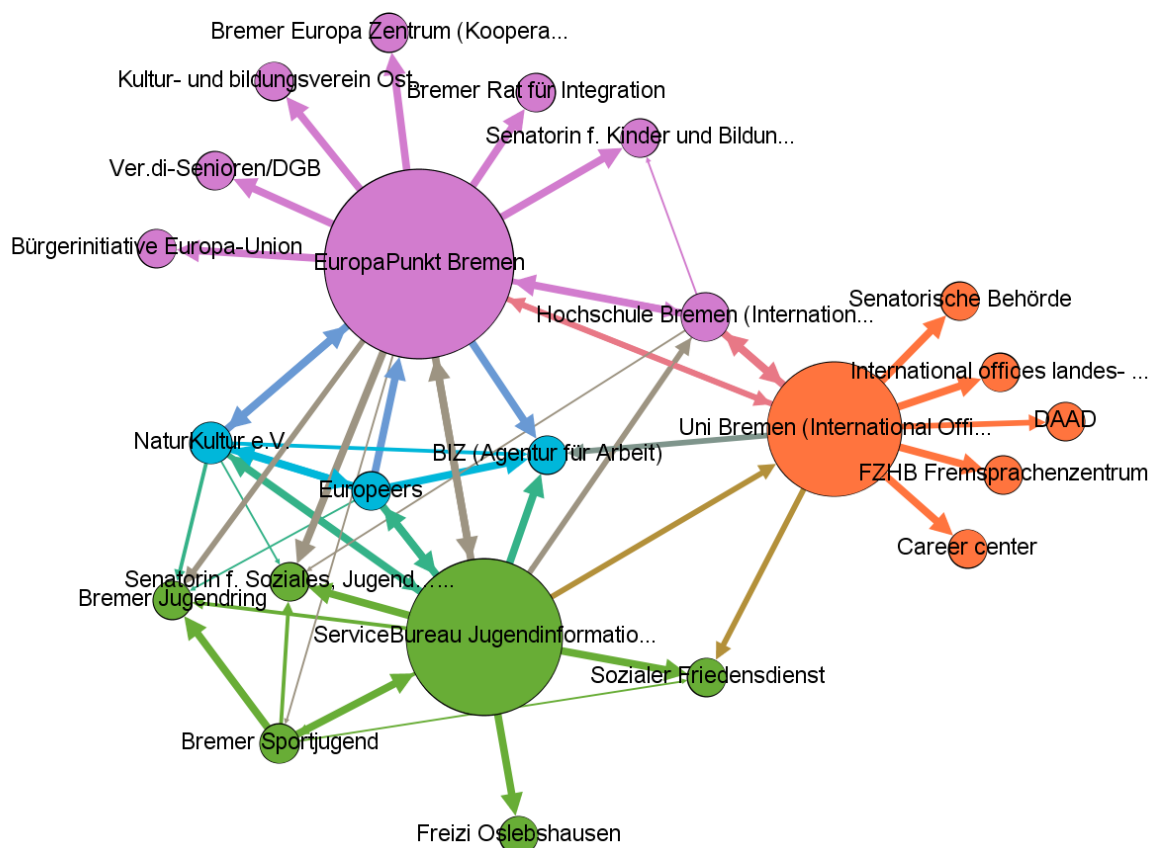 Bremer Europa Zentrum (Koopera...
Kultur- und bildungsverein Ost...
Bremer Rat für Integration
Senatorin f. Kinder und Bildun...
Ver.di-Senioren/DGB
Bürgerinitiative Europa-Union
EuropaPunkt Bremen
Senatorische Behörde
Hochschule Bremen (Internation...
International offices landes- ...
DAAD
Uni Bremen (International Offi...
NaturKultur e.V.
BIZ (Agentur für Arbeit)
FZHB Fremsprachenzentrum
Europeers
Career center
Senatorin f. Soziales, Jugend......
Bremer Jugendring
ServiceBureau Jugendinformatio...
Sozialer Friedensdienst
Bremer Sportjugend
Freizi Oslebshausen